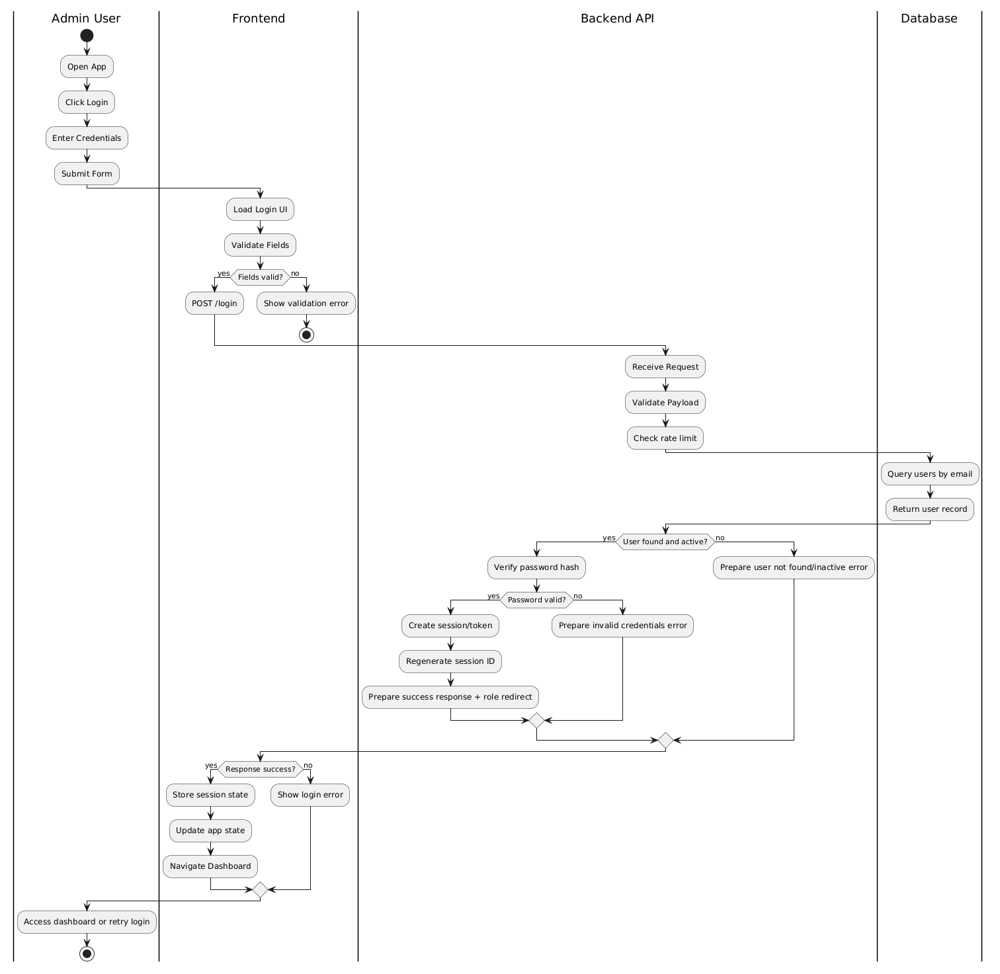 Admin User
Frontend
Backend API
Database
Open App
Click Login
Enter Credentials
Submit Form
Load Login UI
Validate Fields
yes
Fields valid?
no
POST /login
Show validation error
Receive Request
Validate Payload
Check rate limit
Query users by email
Return user record
yes
User found and active?
no
Verify password hash
Prepare user not found/inactive error
yes
Password valid?
no
Create session/token
Prepare invalid credentials error
Regenerate session ID
Prepare success response + role redirect
yes
Response success?
no
Store session state
Show login error
Update app state
Navigate Dashboard
Access dashboard or retry login